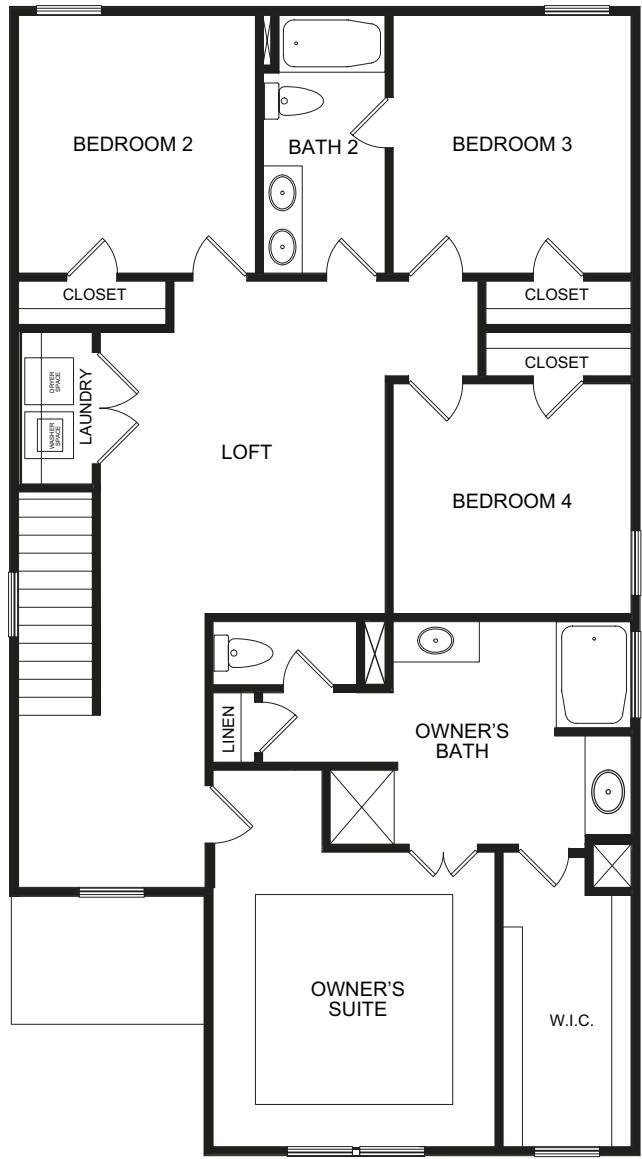 BEDROOM 2
BATH 2
BEDROOM 3
CLOSET
CLOSET
CLOSET
DRYER
SPACE
WASHER
SPACE
LAUNDRY
LOFT
BEDROOM 4
LINEN
OWNER'S
BATH
OWNER'S
SUITE
W.I.C.